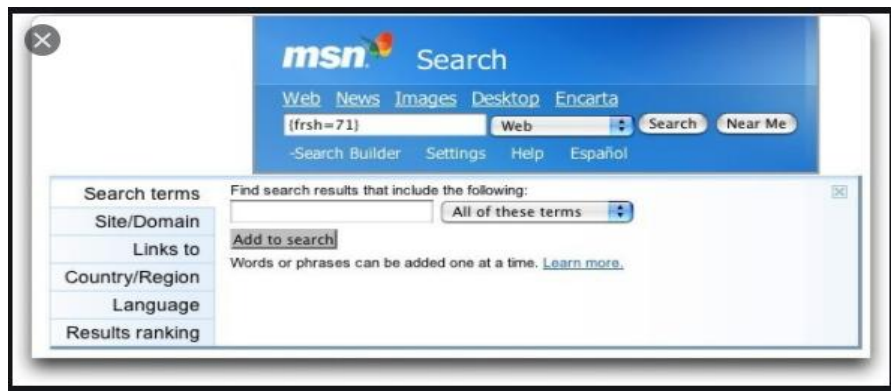 msn Search
Web News Images Desktop Encarta
{frsh=71} Web Search Near Me
-Search Builder Settings Help Español
Search terms
Find search results that include the following:
All of these terms
Site/Domain
Add to search
Links to
Words or phrases can be added one at a time. Learn more.
Country/Region
Language
Results ranking